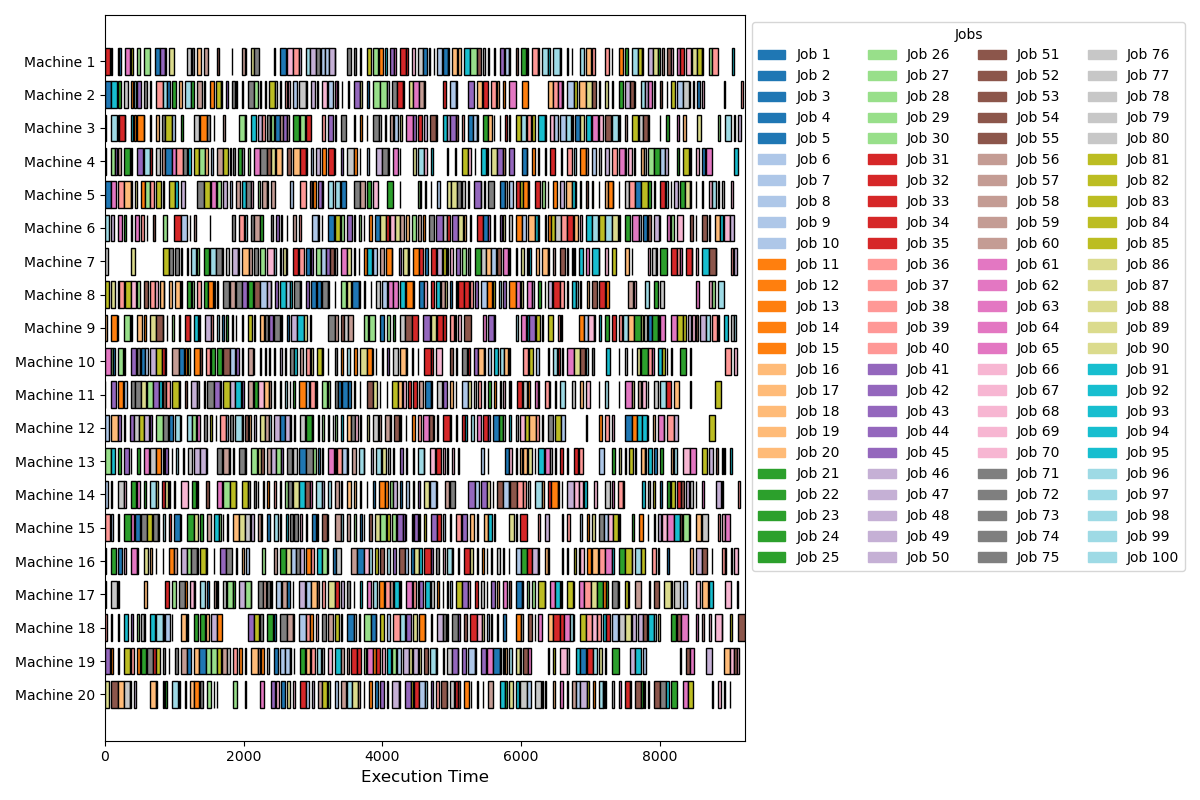 Machine 1
Machine 2
Machine 3
Machine 4
Machine 5
Machine 6
Machine 7
Machine 8
Machine 9
Machine 10
Machine 11
Machine 12
Machine 13
Machine 14
Machine 15
Machine 16
Machine 17
Machine 18
Machine 19
Machine 20
0 2000 4000 6000 8000
Execution Time
Jobs
Job 1 Job 26 Job 51 Job 76
Job 2 Job 27 Job 52 Job 77
Job 3 Job 28 Job 53 Job 78
Job 4 Job 29 Job 54 Job 79
Job 5 Job 30 Job 55 Job 80
Job 6 Job 31 Job 56 Job 81
Job 7 Job 32 Job 57 Job 82
Job 8 Job 33 Job 58 Job 83
Job 9 Job 34 Job 59 Job 84
Job 10 Job 35 Job 60 Job 85
Job 11 Job 36 Job 61 Job 86
Job 12 Job 37 Job 62 Job 87
Job 13 Job 38 Job 63 Job 88
Job 14 Job 39 Job 64 Job 89
Job 15 Job 40 Job 65 Job 90
Job 16 Job 41 Job 66 Job 91
Job 17 Job 42 Job 67 Job 92
Job 18 Job 43 Job 68 Job 93
Job 19 Job 44 Job 69 Job 94
Job 20 Job 45 Job 70 Job 95
Job 21 Job 46 Job 71 Job 96
Job 22 Job 47 Job 72 Job 97
Job 23 Job 48 Job 73 Job 98
Job 24 Job 49 Job 74 Job 99
Job 25 Job 50 Job 75 Job 100